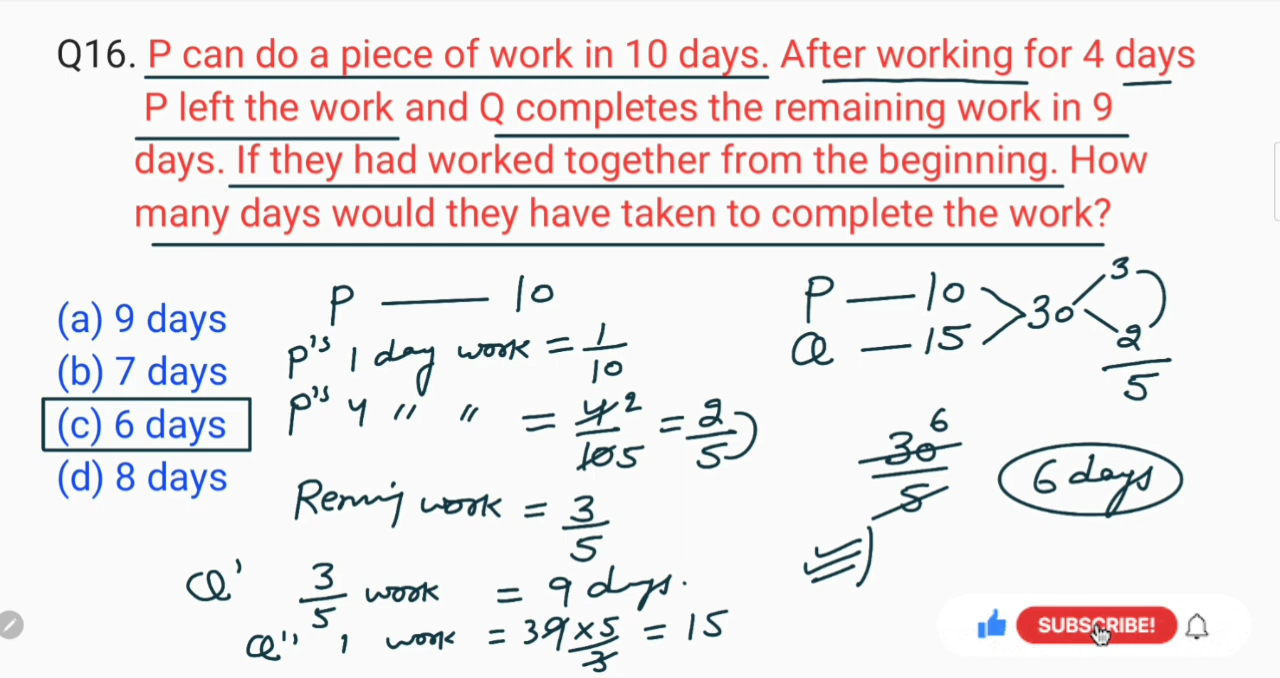 Q16. P can do a piece of work in 10 days. After working for 4 days
P left the work and Q completes the remaining work in 9
days. If they had worked together from the beginning. How
many days would they have taken to complete the work?
(a) 9 days
(b) 7 days
(c) 6 days
(d) 8 days
P — 10
P's 1 day work = 1/10
P's 4 " " = 4 2/10 5 = 2/5)
work = 3/5
Q' 3/5 work = 9 days.
Q" 1 work = 3 9×5/3 = 15
P — 10
Q — 15 > 30 < 3
2)
5
30 6/5
6 days
SUBSCRIBE!